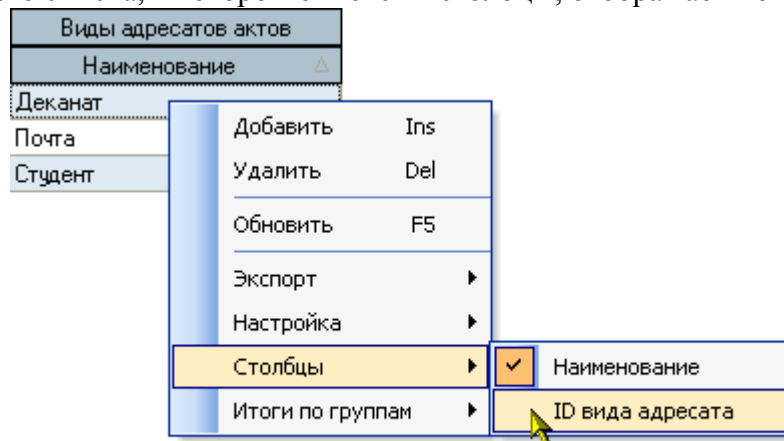 Виды адресатов актов
Наименование
Деканат
Почта
Студент
Добавить Ins
Удалить Del
Обновить F5
Экспорт
Настройка
Столбцы
Итоги по группам
Наименование
ID вида адресата